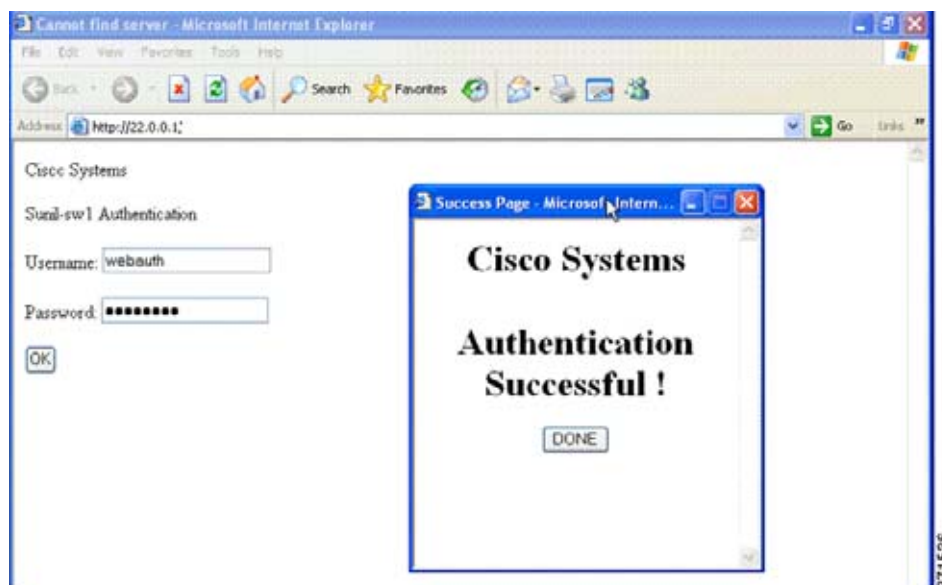 Cannot find server - Microsoft Internet Explorer
File Edit View Favorites Tools Help
Back Search Favorites
Address http://22.0.0.1; Go Links »
Cisco Systems
Sunil-sw1 Authentication
Username: webauth
Password: ●●●●●●●●
OK
Success Page - Microsoft Intern...
Cisco Systems
Authentication
Successful !
DONE